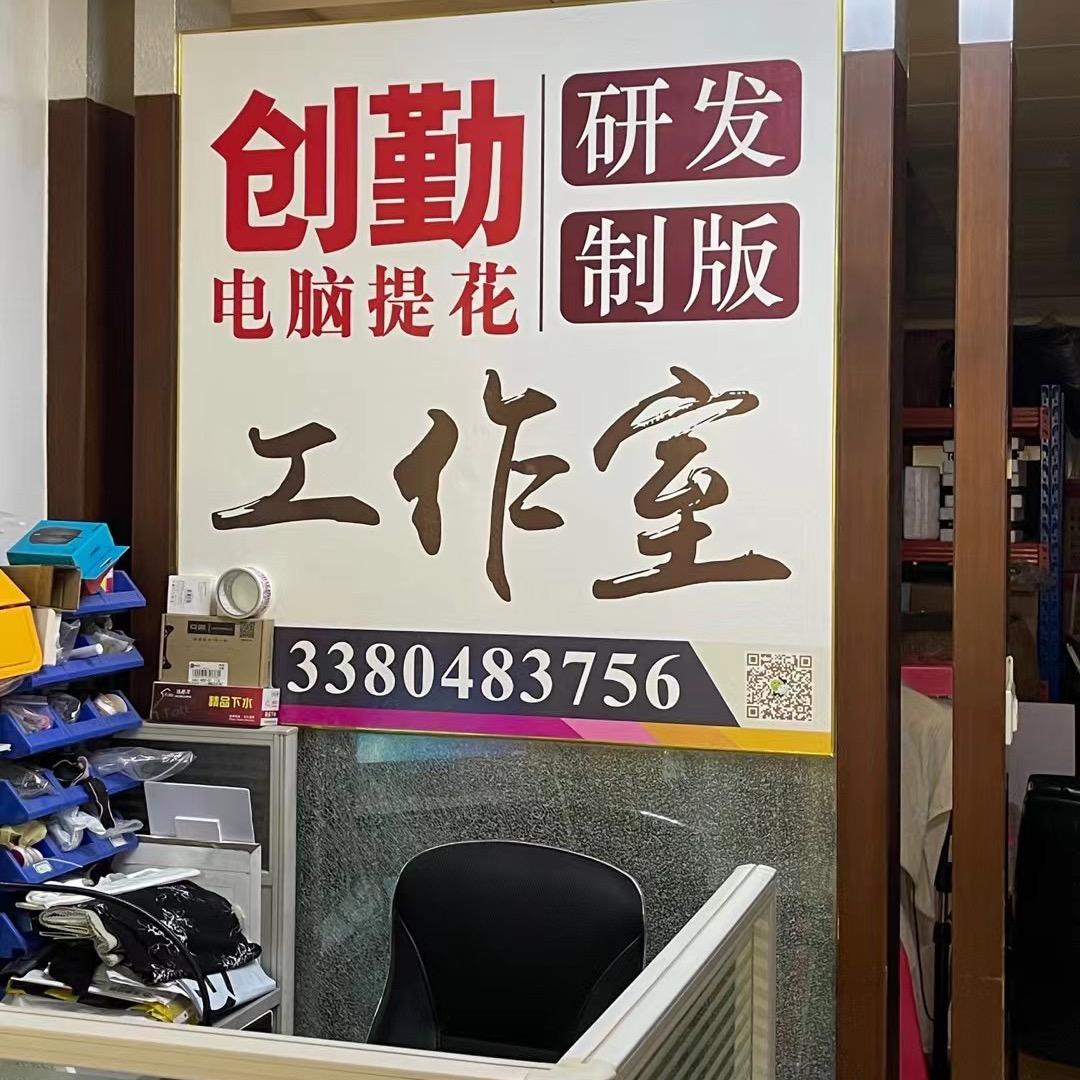 创勤
电脑提花
研发
制版
工作室
3380483756
精品下水